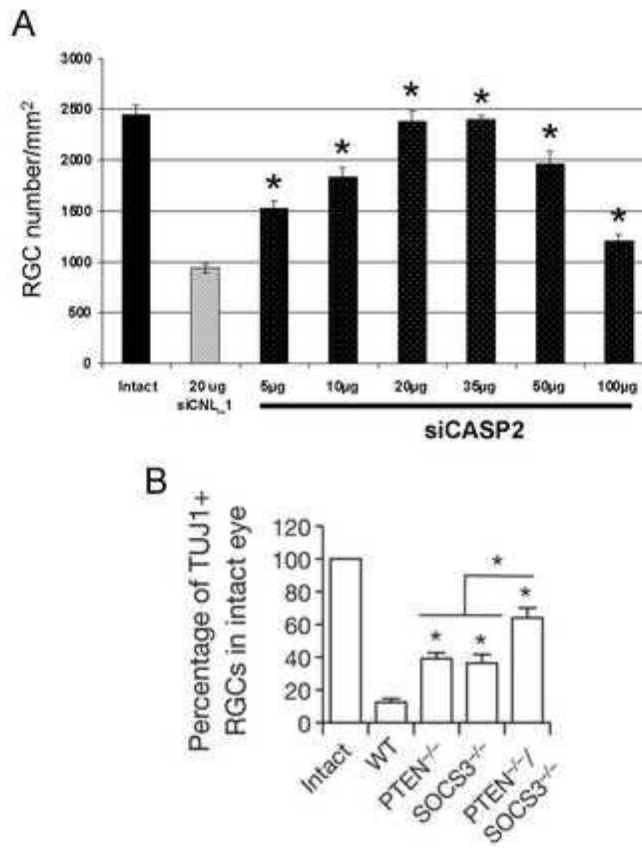 A
RGC number/mm²
3000
2500
2000
1500
1000
500
0
* * * * * *
Intact 20 ug 5µg 10µg 20µg 35µg 50µg 100µg
siCNL_1
siCASP2
B
Percentage of TUJ1+
RGCs in intact eye
120
100
80
60
40
20
0
*
* * *
Intact
WT
PTEN⁻/⁻
SOCS3⁻/⁻
PTEN⁻/⁻/
SOCS3⁻/⁻